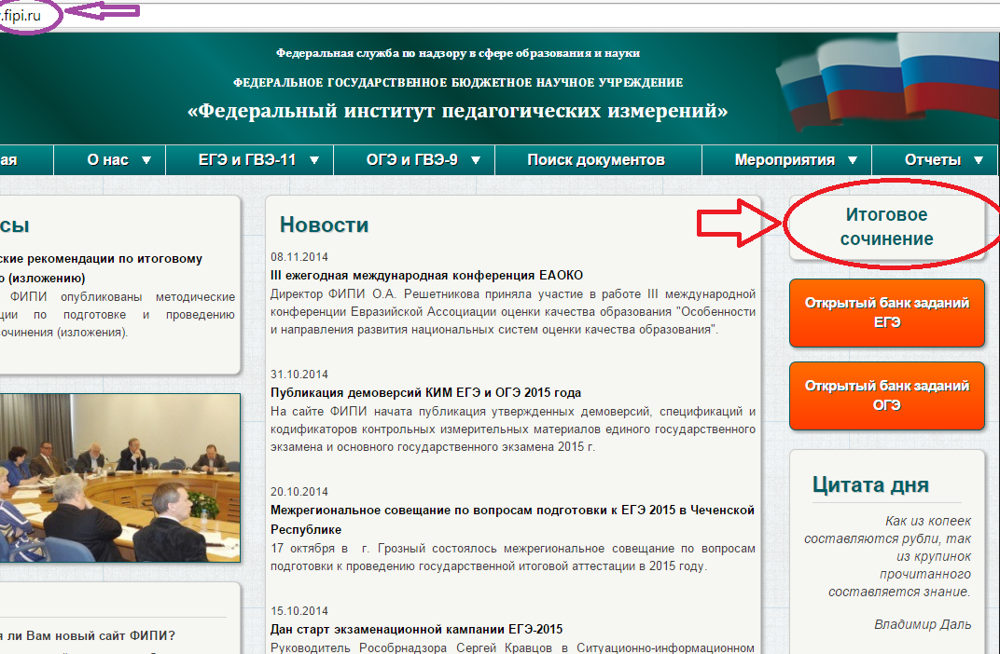 .fipi.ru
Федеральная служба по надзору в сфере образования и науки
ФЕДЕРАЛЬНОЕ ГОСУДАРСТВЕННОЕ БЮДЖЕТНОЕ НАУЧНОЕ УЧРЕЖДЕНИЕ
«Федеральный институт педагогических измерений»
ая О нас ЕГЭ и ГВЭ-11 ОГЭ и ГВЭ-9 Поиск документов Мероприятия Отчеты
сы
ские рекомендации по итоговому
ю (изложению)
ФИПИ опубликованы методические
ции по подготовке и проведению
сочинения (изложения).
я ли Вам новый сайт ФИПИ?
Новости
08.11.2014
III ежегодная международная конференция ЕАОКО
Директор ФИПИ О.А. Решетникова приняла участие в работе III международной
конференции Евразийской Ассоциации оценки качества образования "Особенности
и направления развития национальных систем оценки качества образования".
31.10.2014
Публикация демоверсий КИМ ЕГЭ и ОГЭ 2015 года
На сайте ФИПИ начата публикация утвержденных демоверсий, спецификаций и
кодификаторов контрольных измерительных материалов единого государственного
экзамена и основного государственного экзамена 2015 г.
20.10.2014
Межрегиональное совещание по вопросам подготовки к ЕГЭ 2015 в Чеченской
Республике
17 октября в г. Грозный состоялось межрегиональное совещание по вопросам
подготовки к проведению государственной итоговой аттестации в 2015 году.
15.10.2014
Дан старт экзаменационной кампании ЕГЭ-2015
Руководитель Рособрнадзора Сергей Кравцов в Ситуационно-информационном
Итоговое
сочинение
Открытый банк заданий
ЕГЭ
Открытый банк заданий
ОГЭ
Цитата дня
Как из копеек
составляются рубли, так
из крупинок
прочитанного
составляется знание.
Владимир Даль